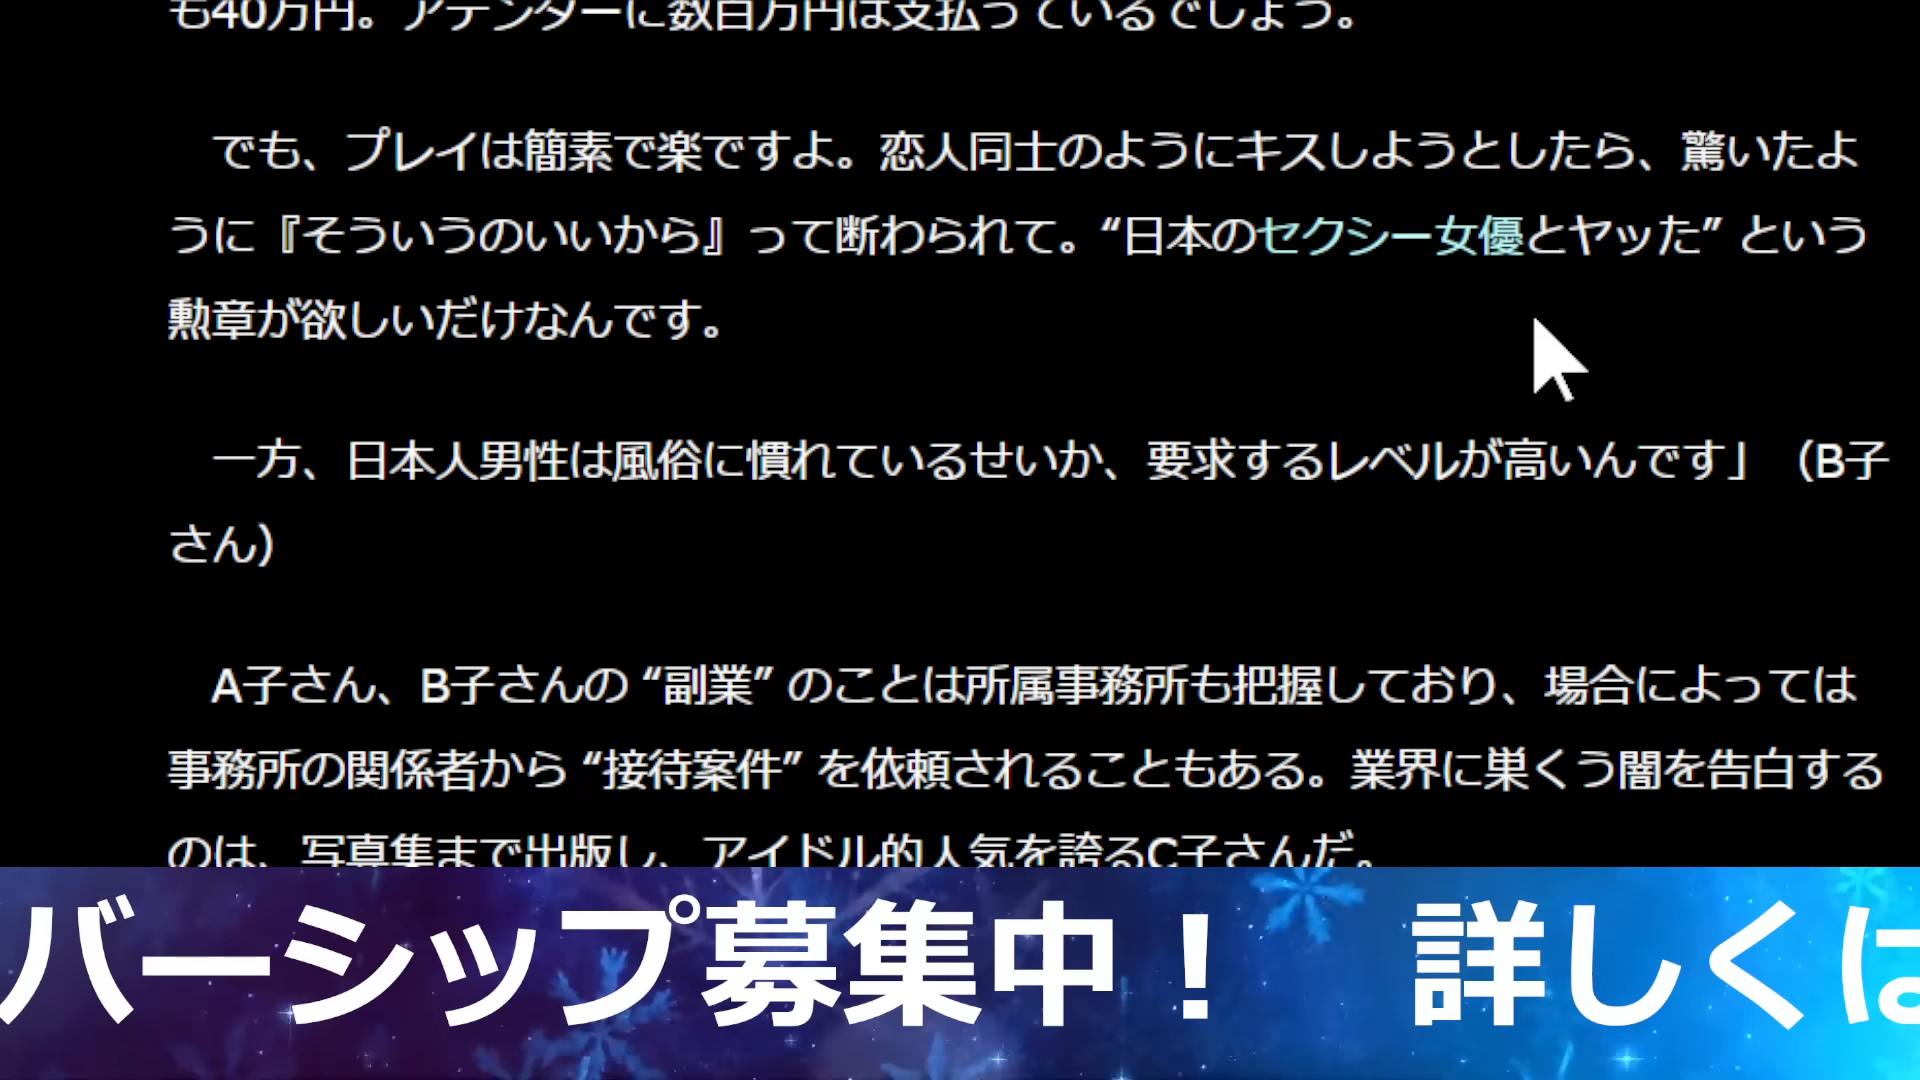 も40万円。アテンダーに数百万円は支払っているでしょう。
でも、プレイは簡素で楽ですよ。恋人同士のようにキスしようとしたら、驚いたよ
うに『そういうのいいから』って断わられて。“日本のセクシー女優とヤッた” という
勲章が欲しいだけなんです。
一方、日本人男性は風俗に慣れているせいか、要求するレベルが高いんです」（B子
さん）
A子さん、B子さんの “副業” のことは所属事務所も把握しており、場合によっては
事務所の関係者から “接待案件” を依頼されることもある。業界に巣くう闇を告白する
のは、写真集まで出版し、アイドル的人気を誇るC子さんだ。
バーシップ募集中！　詳しくは